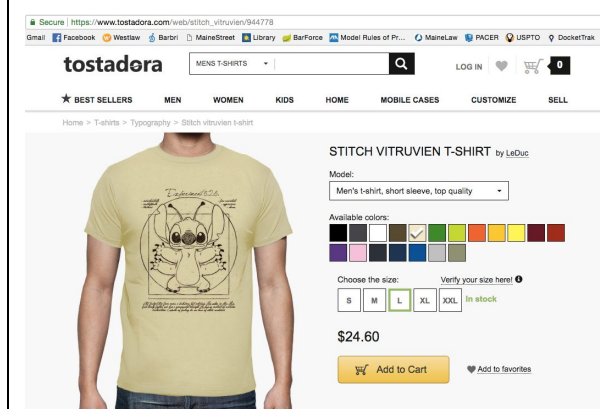 Secure | https://www.tostadora.com/web/stitch_vitruvien/944778
Gmail Facebook Westlaw Barbri MaineStreet Library BarForce Model Rules of Pr... MaineLaw PACER USPTO DocketTrak
tostadora MENS T-SHIRTS LOG IN 0
BEST SELLERS MEN WOMEN KIDS HOME MOBILE CASES CUSTOMIZE SELL
Home > T-shirts > Typography > Stitch vitruvien t-shirt
STITCH VITRUVIEN T-SHIRT by LeDuc
Model:
Men's t-shirt, short sleeve, top quality
Available colors:
Choose the size: Verify your size here!
S M L XL XXL In stock
$24.60
Add to Cart Add to favorites
Experiment 626